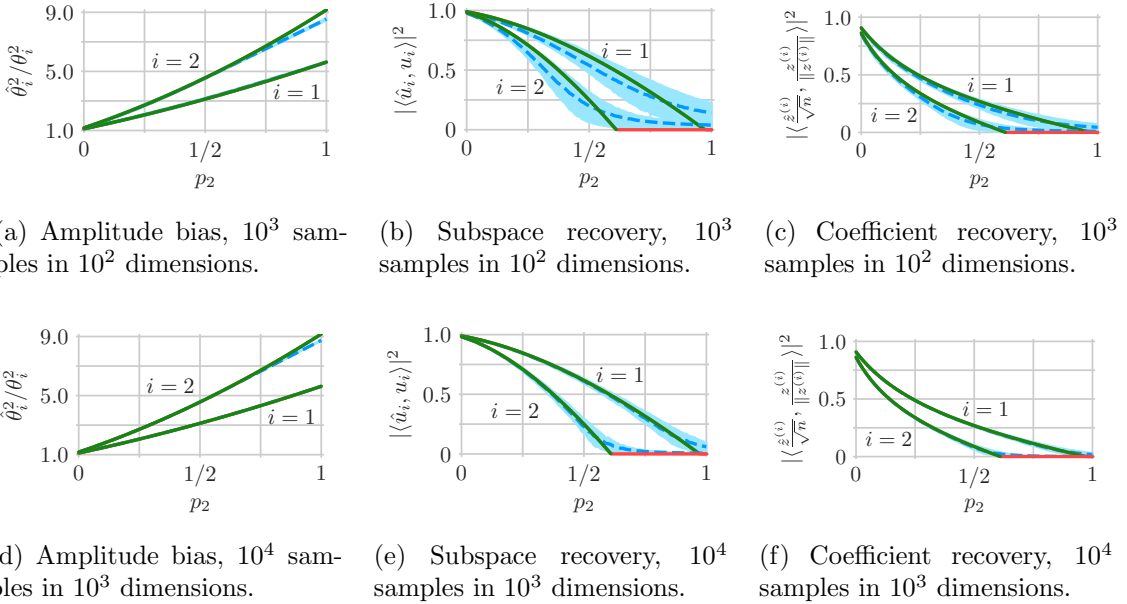 9.0
5.0
1.0
θ̂ᵢ²/θᵢ²
i = 2
i = 1
0
1/2
1
p₂
1.0
0.5
0
|⟨ûᵢ, uᵢ⟩|²
i = 1
i = 2
0
1/2
1
p₂
1.0
0.5
0
|⟨ẑ⁽ⁱ⁾/√n, z⁽ⁱ⁾/‖z⁽ⁱ⁾‖⟩|²
i = 1
i = 2
0
1/2
1
p₂
a) Amplitude bias, 10³ sam-
ples in 10² dimensions.
(b) Subspace recovery, 10³
samples in 10² dimensions.
(c) Coefficient recovery, 10³
samples in 10² dimensions.
9.0
5.0
1.0
θ̂ᵢ²/θᵢ²
i = 2
i = 1
0
1/2
1
p₂
1.0
0.5
0
|⟨ûᵢ, uᵢ⟩|²
i = 1
i = 2
0
1/2
1
p₂
1.0
0.5
0
|⟨ẑ⁽ⁱ⁾/√n, z⁽ⁱ⁾/‖z⁽ⁱ⁾‖⟩|²
i = 1
i = 2
0
1/2
1
p₂
d) Amplitude bias, 10⁴ sam-
ples in 10³ dimensions.
(e) Subspace recovery, 10⁴
samples in 10³ dimensions.
(f) Coefficient recovery, 10⁴
samples in 10³ dimensions.